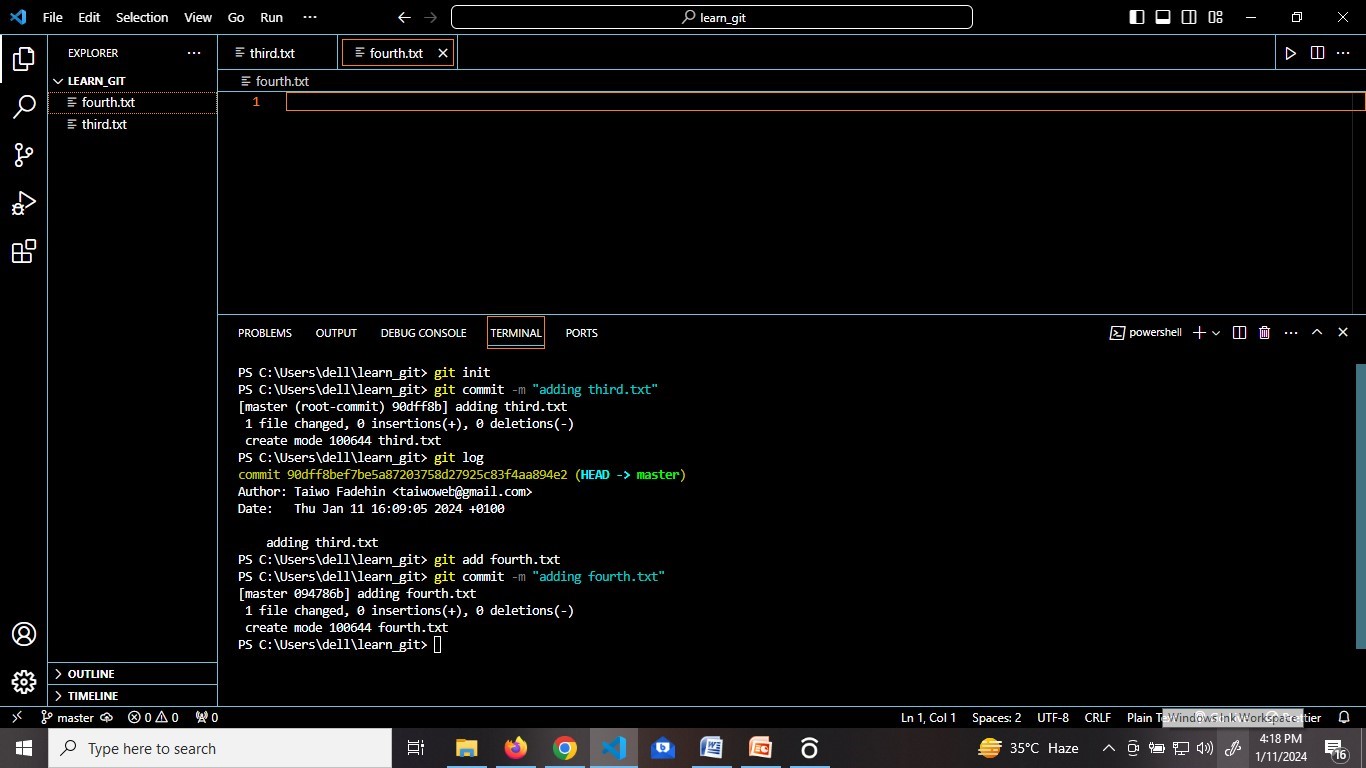 File Edit Selection View Go Run ···
learn_git
EXPLORER ···
third.txt
fourth.txt
LEARN_GIT
fourth.txt
fourth.txt
1
third.txt
PROBLEMS OUTPUT DEBUG CONSOLE TERMINAL PORTS
powershell
PS C:\Users\dell\learn_git> git init
PS C:\Users\dell\learn_git> git commit -m "adding third.txt"
[master (root-commit) 90dff8b] adding third.txt
1 file changed, 0 insertions(+), 0 deletions(-)
create mode 100644 third.txt
PS C:\Users\dell\learn_git> git log
commit 90dff8bef7be5a87203758d27925c83f4aa894e2 (HEAD -> master)
Author: Taiwo Fadehin <taiwoweb@gmail.com>
Date:   Thu Jan 11 16:09:05 2024 +0100
adding third.txt
PS C:\Users\dell\learn_git> git add fourth.txt
PS C:\Users\dell\learn_git> git commit -m "adding fourth.txt"
[master 094786b] adding fourth.txt
1 file changed, 0 insertions(+), 0 deletions(-)
create mode 100644 fourth.txt
PS C:\Users\dell\learn_git>
OUTLINE
TIMELINE
master 0 0 0
Ln 1, Col 1 Spaces: 2 UTF-8 CRLF Plain Windows Ink Workspace
Type here to search
35°C Haze
4:18 PM
1/11/2024
16